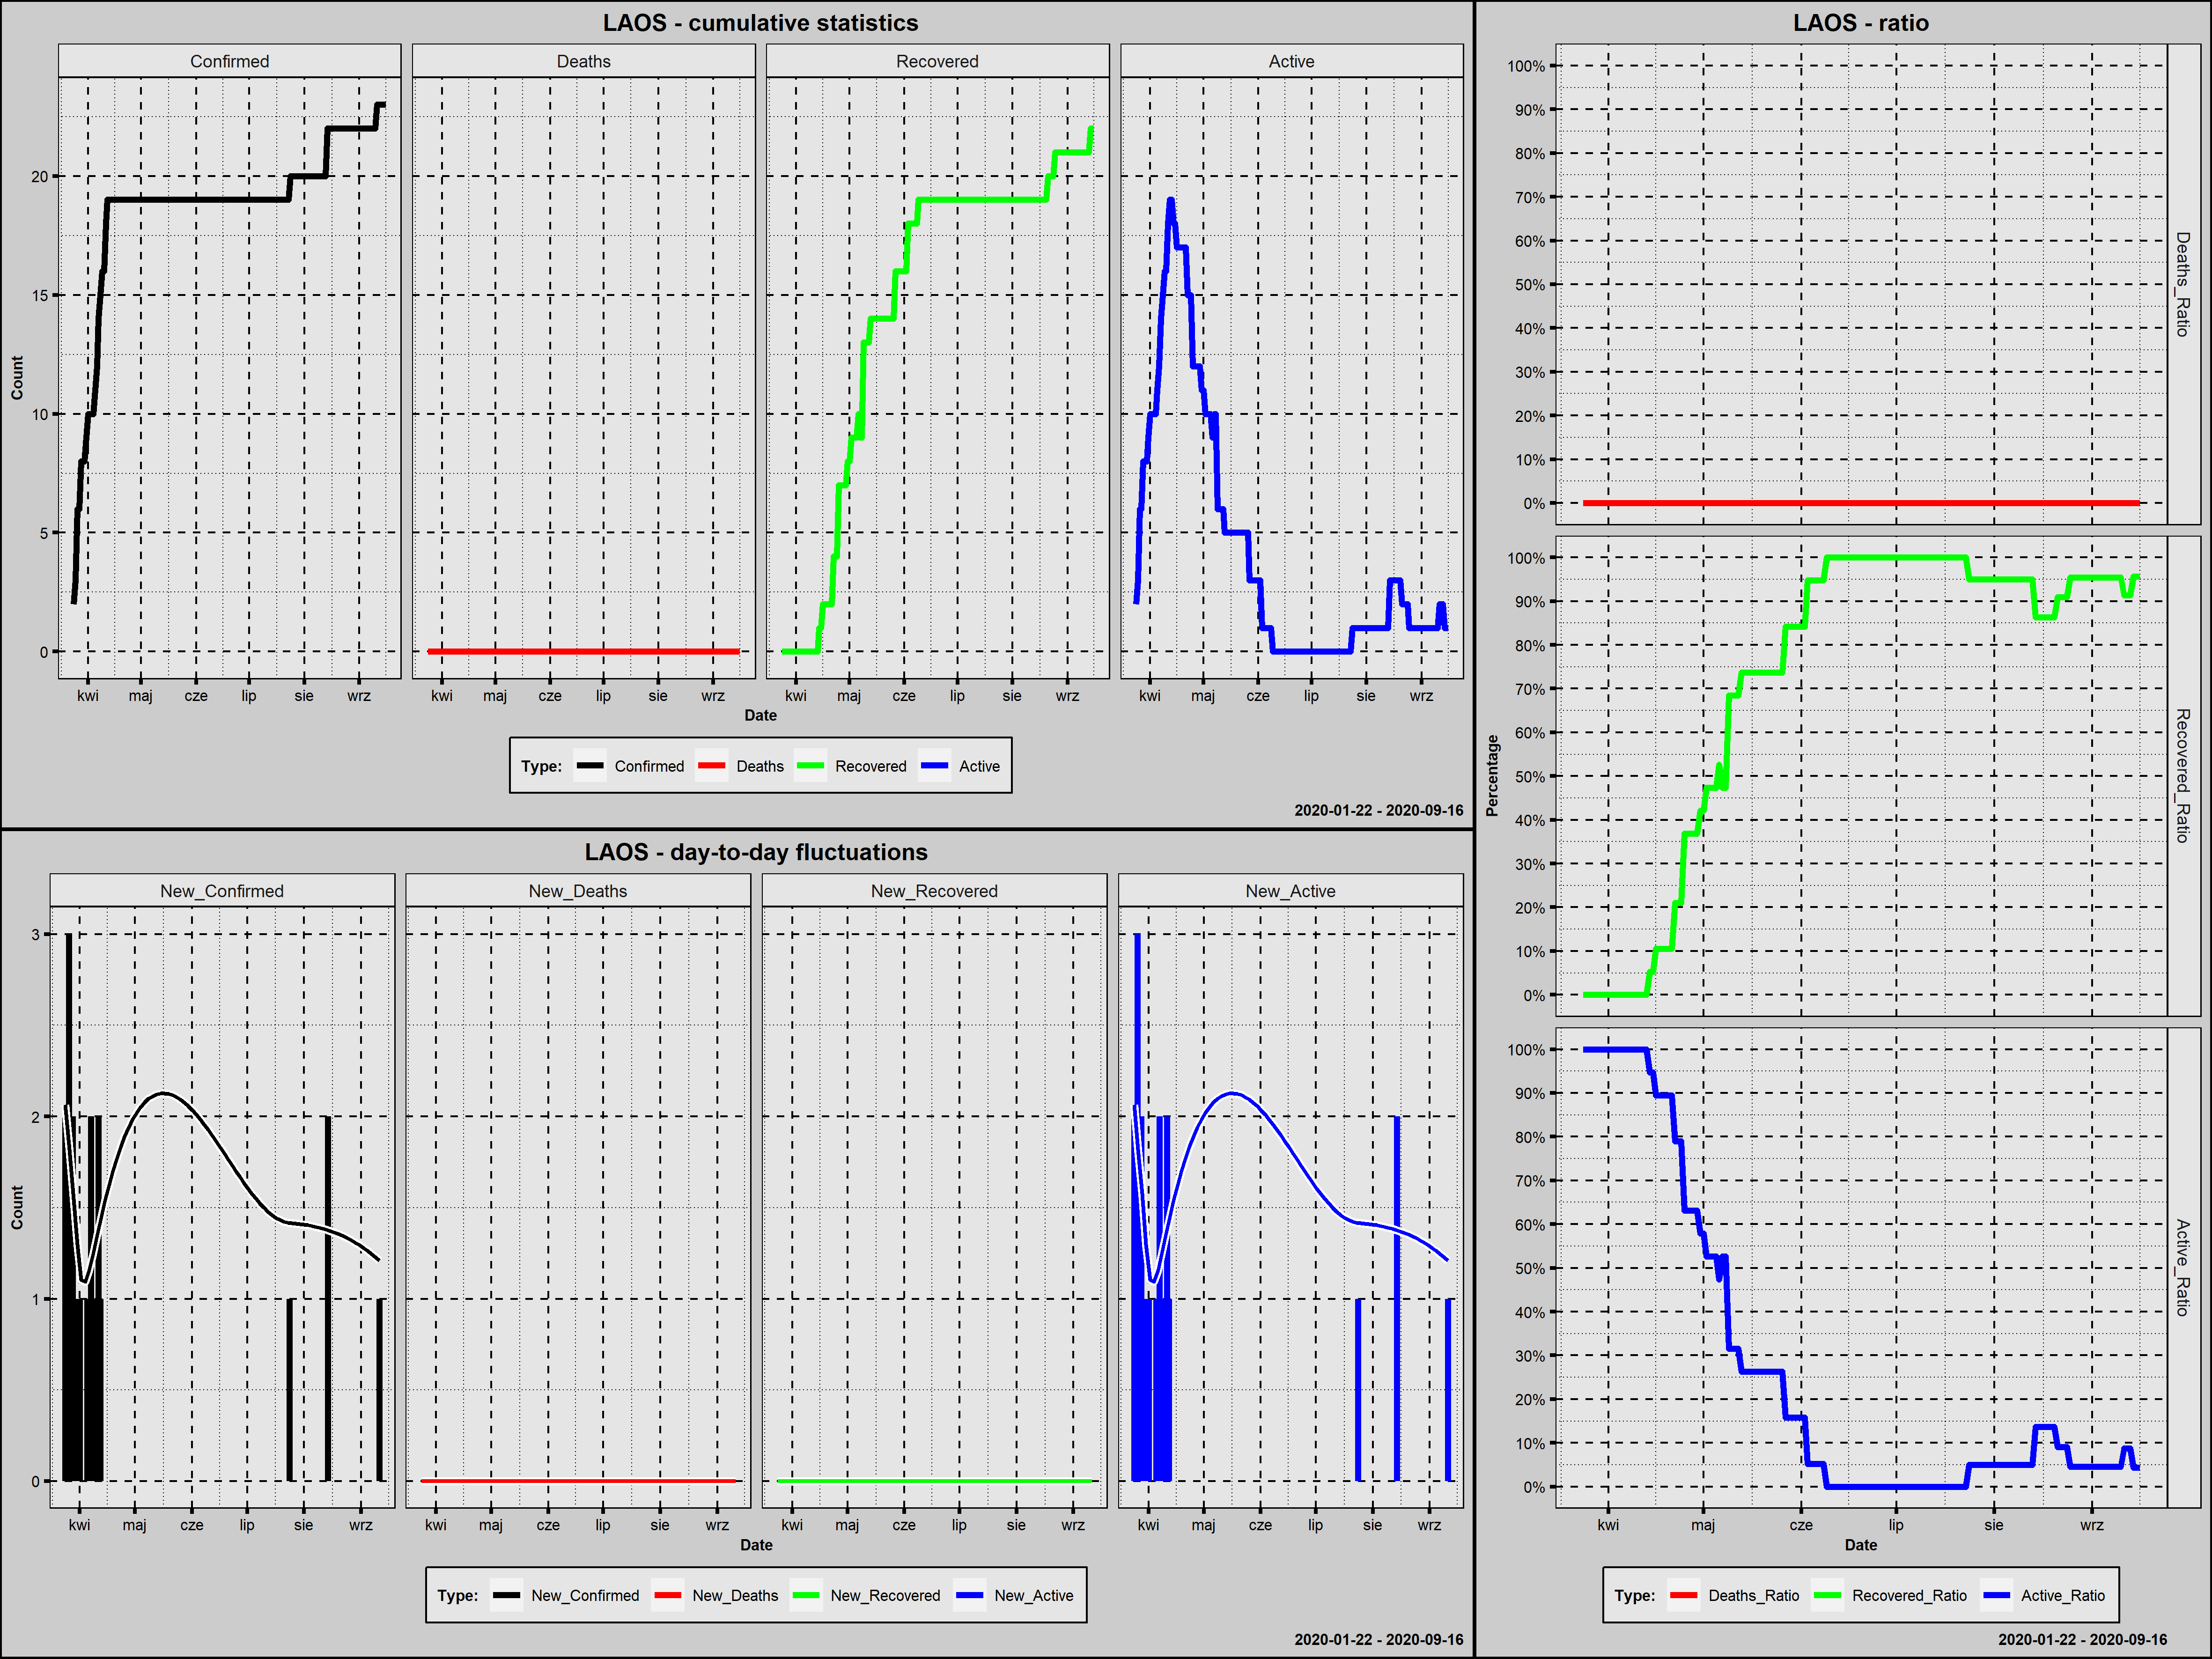 LAOS - cumulative statistics
Confirmed Deaths Recovered Active
20
15
10
5
0
Count
kwi maj cze lip sie wrz kwi maj cze lip sie wrz kwi maj cze lip sie wrz kwi maj cze lip sie wrz
Date
Type: Confirmed Deaths Recovered Active
2020-01-22 - 2020-09-16
LAOS - day-to-day fluctuations
New_Confirmed New_Deaths New_Recovered New_Active
3
2
1
0
Count
kwi maj cze lip sie wrz kwi maj cze lip sie wrz kwi maj cze lip sie wrz kwi maj cze lip sie wrz
Date
Type: New_Confirmed New_Deaths New_Recovered New_Active
2020-01-22 - 2020-09-16
LAOS - ratio
100%
90%
80%
70%
60%
50%
40%
30%
20%
10%
0%
Deaths_Ratio
100%
90%
80%
70%
60%
50%
40%
30%
20%
10%
0%
Recovered_Ratio
Percentage
100%
90%
80%
70%
60%
50%
40%
30%
20%
10%
0%
Active_Ratio
kwi maj cze lip sie wrz
Date
Type: Deaths_Ratio Recovered_Ratio Active_Ratio
2020-01-22 - 2020-09-16